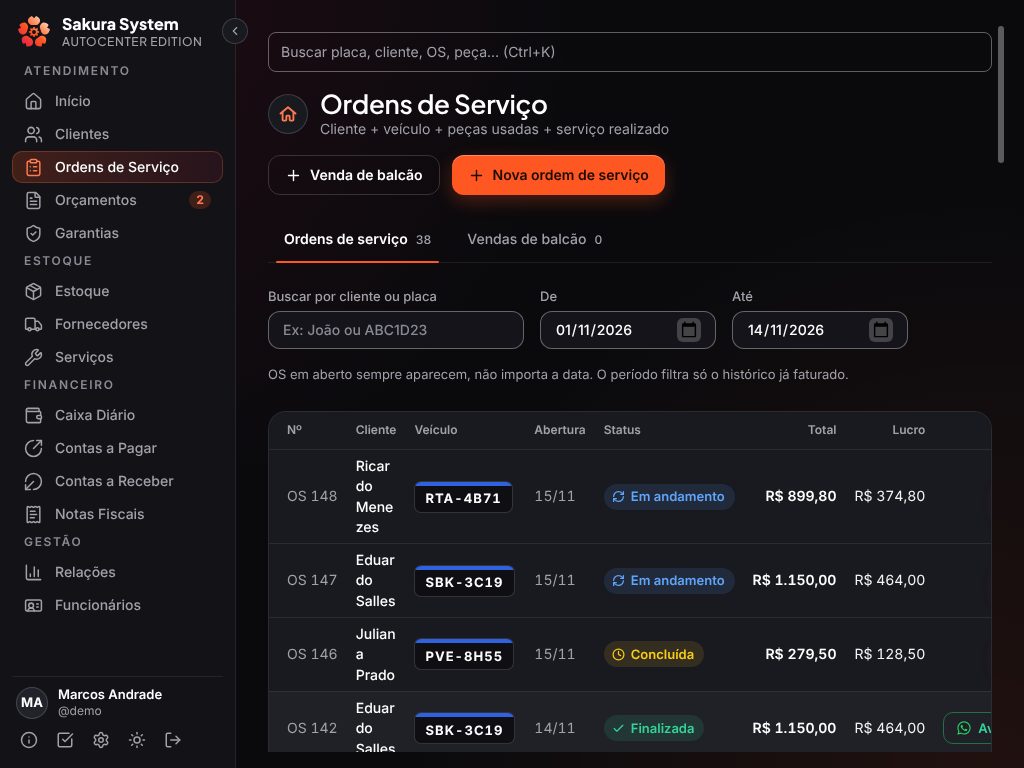 Sakura System
AUTOCENTER EDITION
ATENDIMENTO
Início
Clientes
Ordens de Serviço
Orçamentos 2
Garantias
ESTOQUE
Estoque
Fornecedores
Serviços
FINANCEIRO
Caixa Diário
Contas a Pagar
Contas a Receber
Notas Fiscais
GESTÃO
Relações
Funcionários
MA
Marcos Andrade
@demo
Buscar placa, cliente, OS, peça... (Ctrl+K)
Ordens de Serviço
Cliente + veículo + peças usadas + serviço realizado
+ Venda de balcão
+ Nova ordem de serviço
Ordens de serviço 38
Vendas de balcão 0
Buscar por cliente ou placa
Ex: João ou ABC1D23
De
01/11/2026
Até
14/11/2026
OS em aberto sempre aparecem, não importa a data. O período filtra só o histórico já faturado.
Nº Cliente Veículo Abertura Status Total Lucro
OS 148
Ricar
do
Mene
zes
RTA-4B71 15/11 Em andamento R$ 899,80 R$ 374,80
OS 147
Eduar
do
Salles
SBK-3C19 15/11 Em andamento R$ 1.150,00 R$ 464,00
OS 146
Julian
a
Prado
PVE-8H55 15/11 Concluída R$ 279,50 R$ 128,50
OS 142
Eduar
do
Salles
SBK-3C19 14/11 Finalizada R$ 1.150,00 R$ 464,00